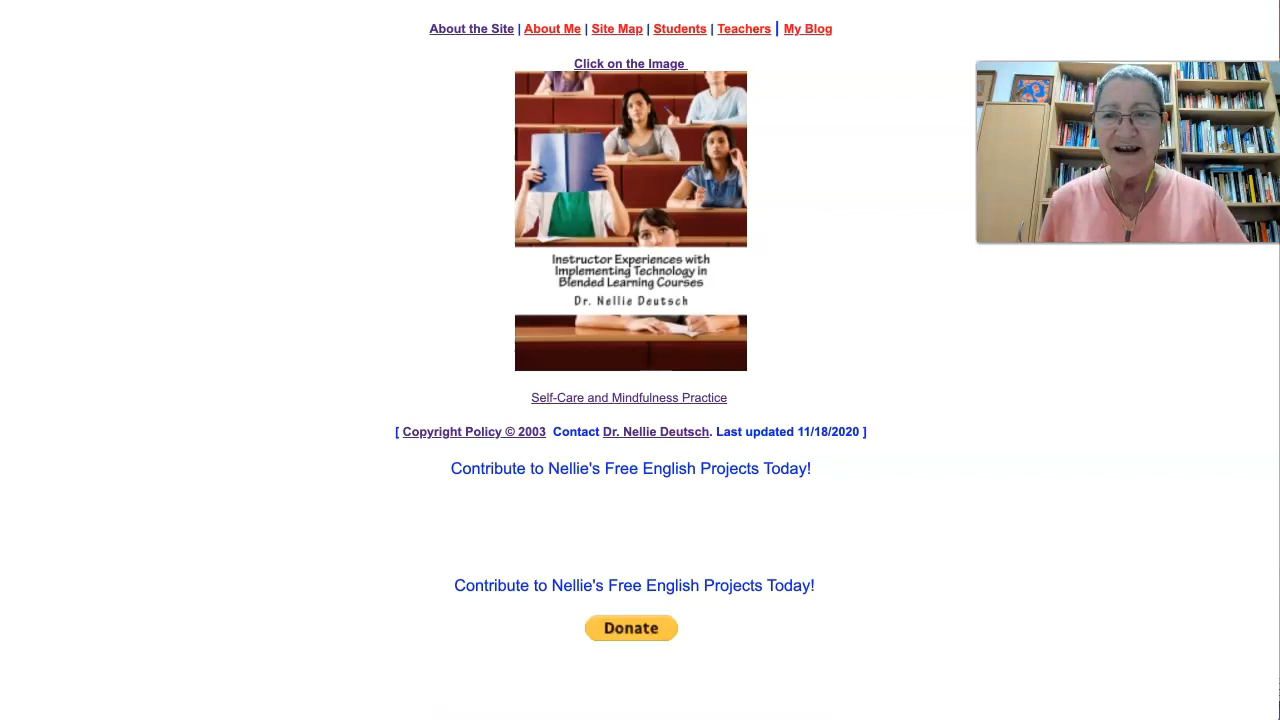 About the Site | About Me | Site Map | Students | Teachers | My Blog
Click on the Image
Instructor Experiences with
Implementing Technology in
Blended Learning Courses
Dr. Nellie Deutsch
Self-Care and Mindfulness Practice
[ Copyright Policy © 2003 Contact Dr. Nellie Deutsch. Last updated 11/18/2020 ]
Contribute to Nellie's Free English Projects Today!
Contribute to Nellie's Free English Projects Today!
Donate